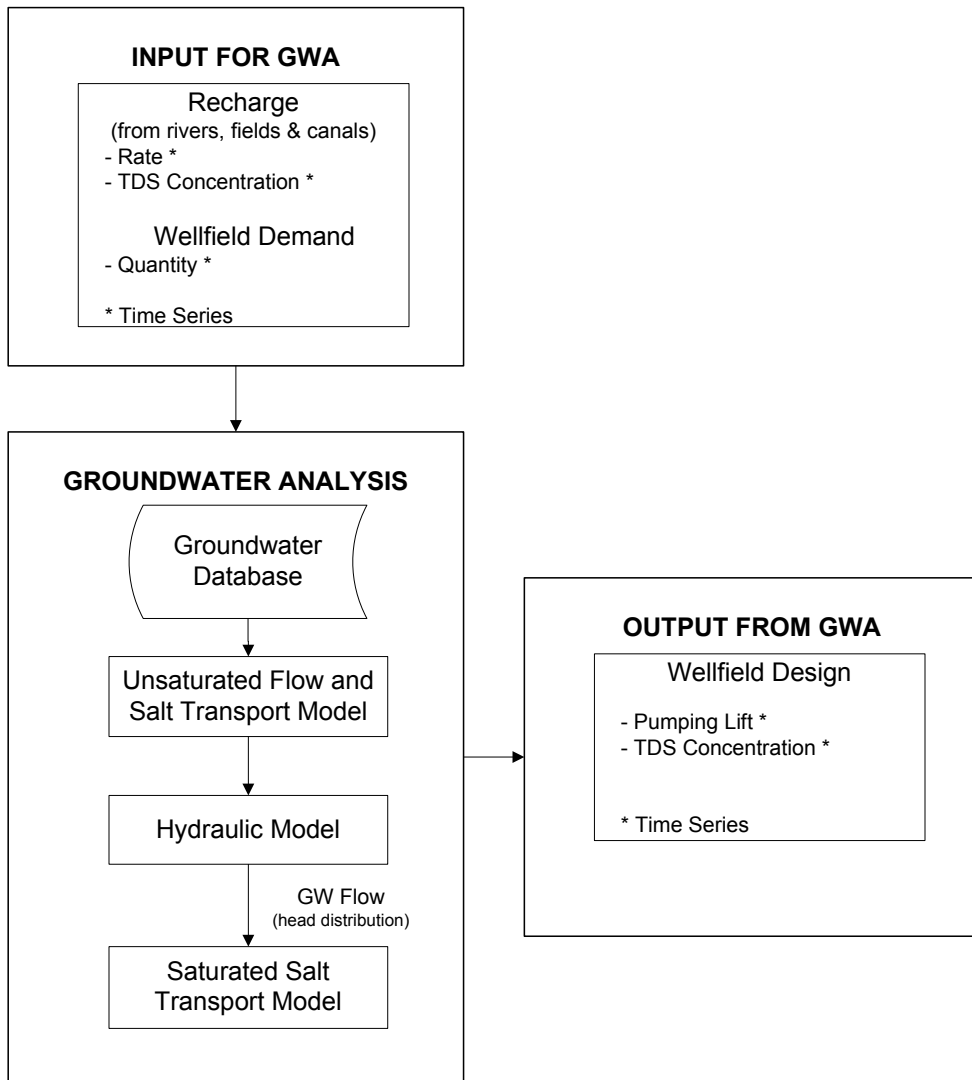 INPUT FOR GWA
Recharge
(from rivers, fields & canals)
- Rate *
- TDS Concentration *
Wellfield Demand
- Quantity *
* Time Series
GROUNDWATER ANALYSIS
Groundwater
Database
Unsaturated Flow and
Salt Transport Model
Hydraulic Model
GW Flow
(head distribution)
Saturated Salt
Transport Model
OUTPUT FROM GWA
Wellfield Design
- Pumping Lift *
- TDS Concentration *
* Time Series